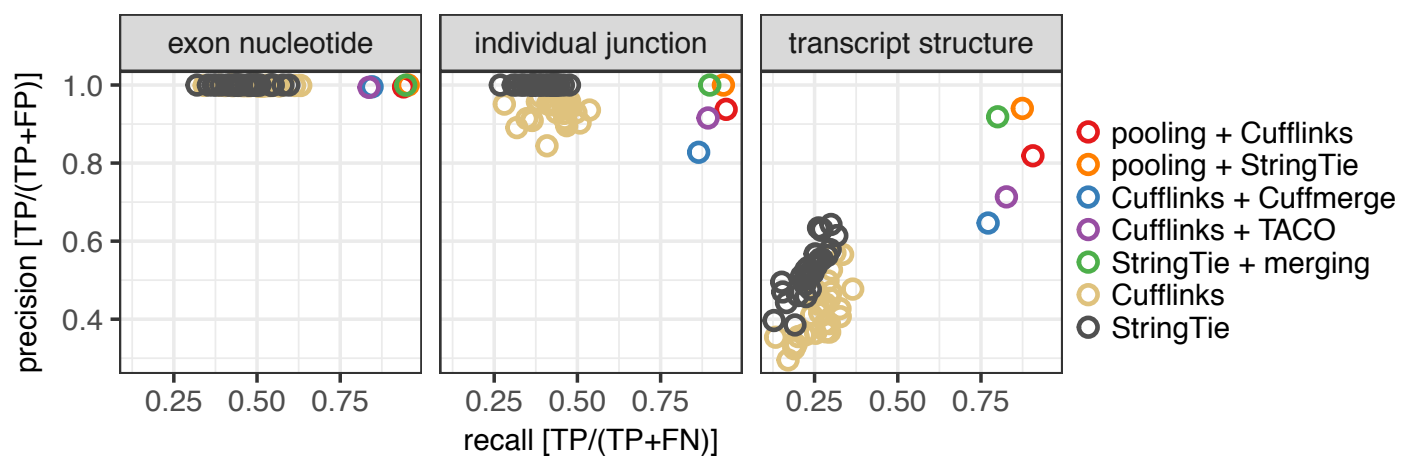 exon nucleotide
individual junction
transcript structure
precision [TP/(TP+FP)]
1.0
0.8
0.6
0.4
0.25 0.50 0.75
0.25 0.50 0.75
0.25 0.50 0.75
recall [TP/(TP+FN)]
pooling + Cufflinks
pooling + StringTie
Cufflinks + Cuffmerge
Cufflinks + TACO
StringTie + merging
Cufflinks
StringTie